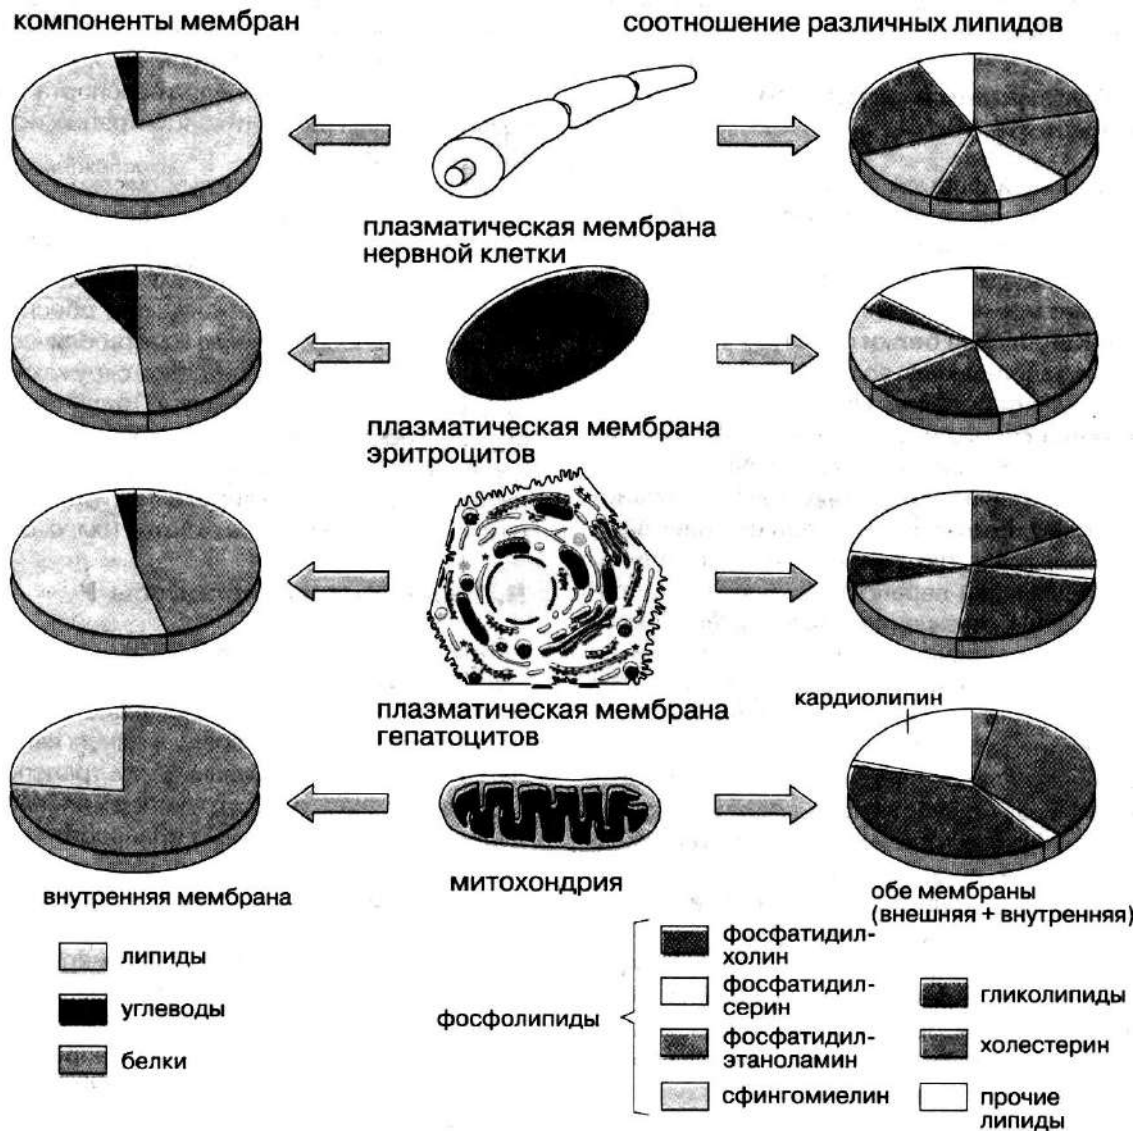 компоненты мембран
соотношение различных липидов
плазматическая мембрана
нервной клетки
плазматическая мембрана
эритроцитов
плазматическая мембрана
гепатоцитов
кардиолипин
митохондрия
внутренняя мембрана
обе мембраны
(внешняя + внутренняя)
липиды
углеводы
белки
фосфолипиды
фосфатидил-
холин
фосфатидил-
серин
фосфатидил-
этаноламин
сфингомиелин
гликолипиды
холестерин
прочие
липиды